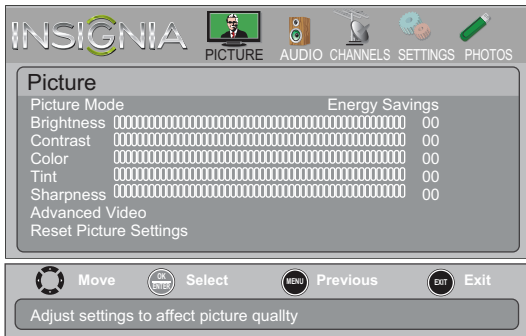 INSIGNIA
PICTURE AUDIO CHANNELS SETTINGS PHOTOS
Picture
Picture Mode Energy Savings
Brightness 00
Contrast 00
Color 00
Tint 00
Sharpness 00
Advanced Video
Reset Picture Settings
Move OK ENTER Select MENU Previous EXIT Exit
Adjust settings to affect picture quallty